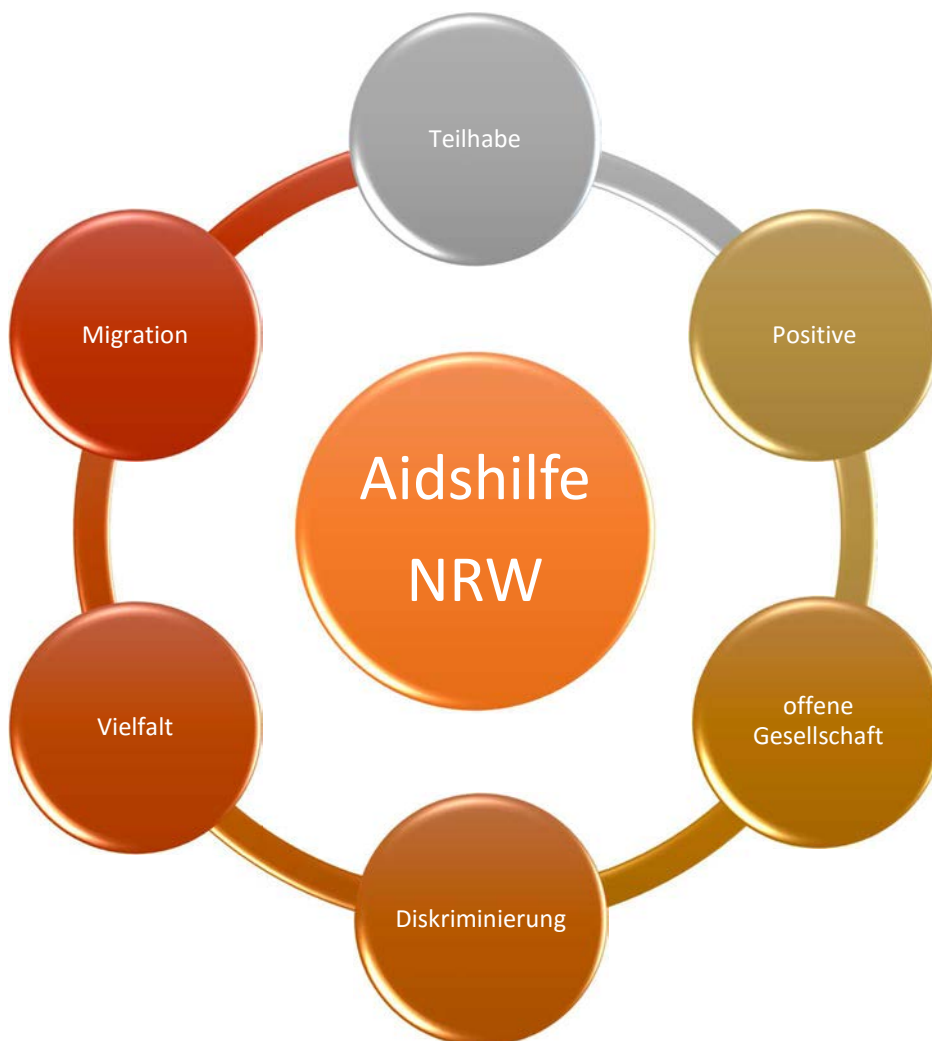 Teilhabe
Migration
Positive
Aidshilfe
NRW
Vielfalt
offene
Gesellschaft
Diskriminierung